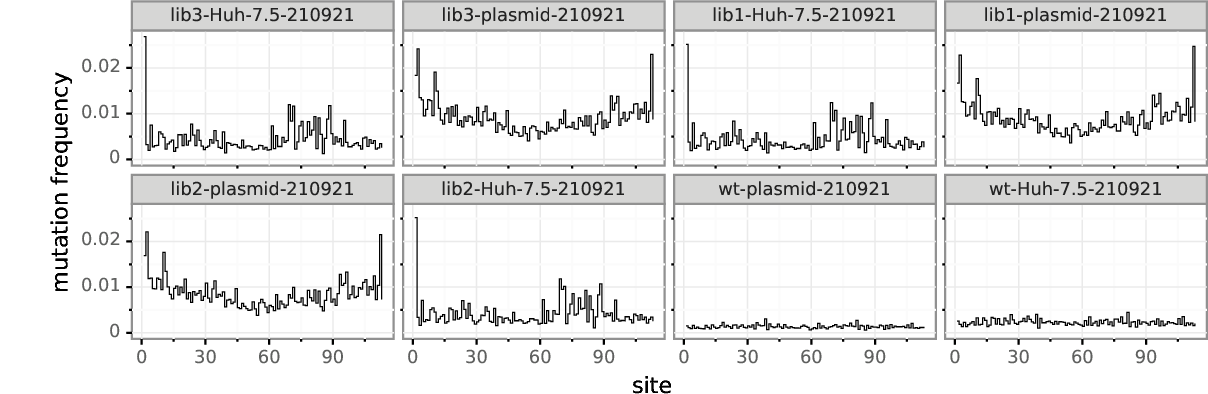 lib3-Huh-7.5-210921 lib3-plasmid-210921 lib1-Huh-7.5-210921 lib1-plasmid-210921
0.02
0.01
0
lib2-plasmid-210921 lib2-Huh-7.5-210921 wt-plasmid-210921 wt-Huh-7.5-210921
0.02
0.01
0
mutation frequency
0 30 60 90 0 30 60 90 0 30 60 90 0 30 60 90
site